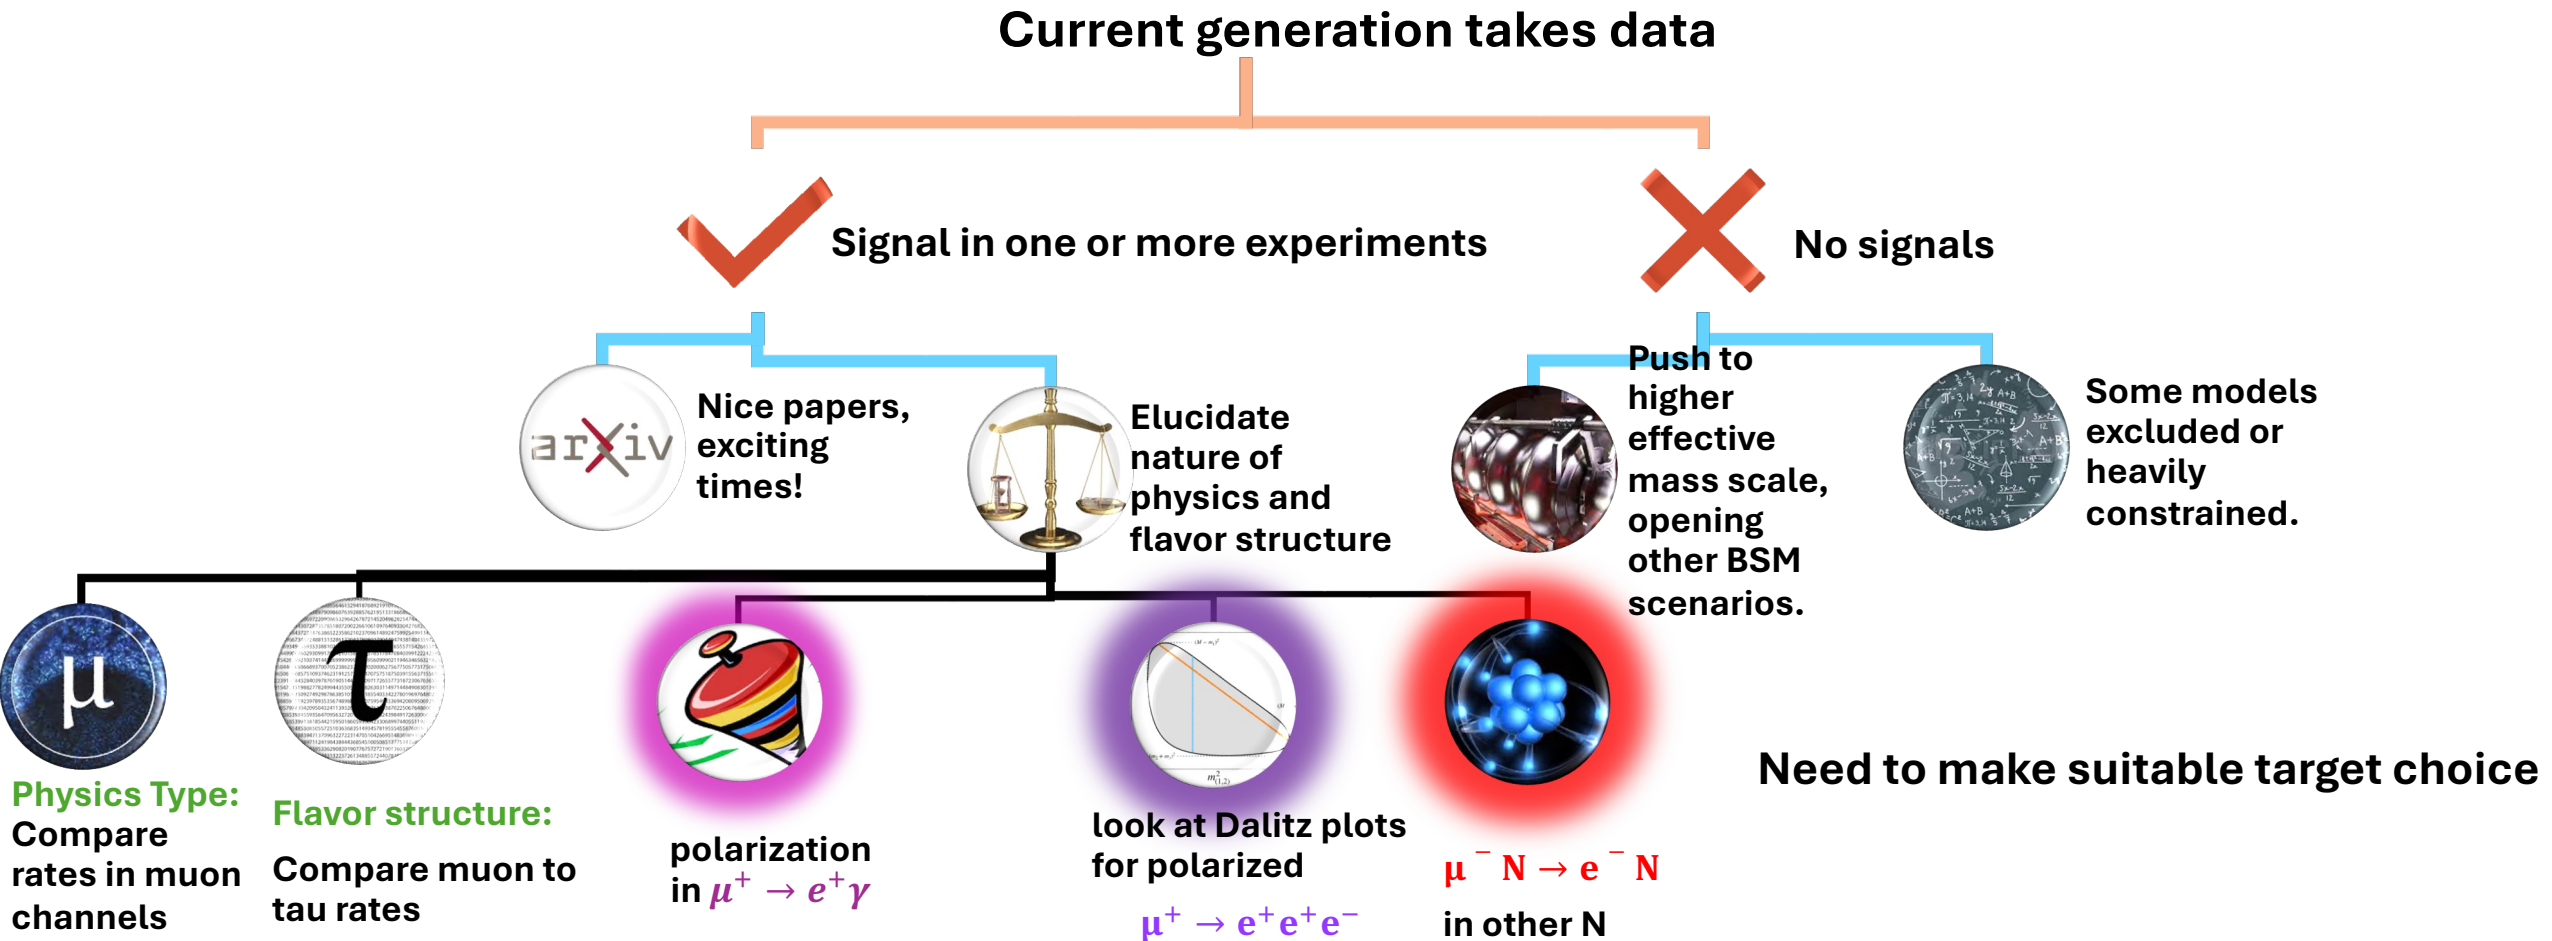 Current generation takes data
Signal in one or more experiments
No signals
arXiv
Nice papers,
exciting
times!
Elucidate
nature of
physics and
flavor structure
Push to
higher
effective
mass scale,
opening
other BSM
scenarios.
Some models
excluded or
heavily
constrained.
μ
Physics Type:
Compare
rates in muon
channels
τ
Flavor structure:
Compare muon to
tau rates
polarization
in μ⁺ → e⁺γ
m²₍₁,₂₎
look at Dalitz plots
for polarized
μ⁺ → e⁺e⁺e⁻
μ⁻ N → e⁻ N
in other N
Need to make suitable target choice